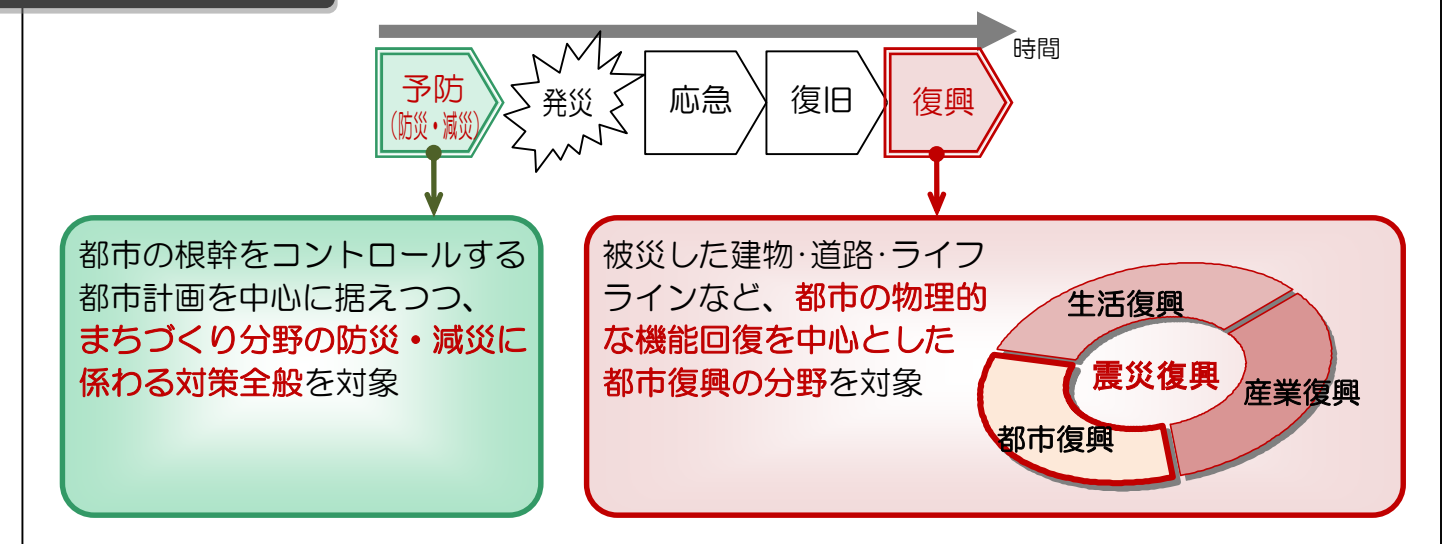 時間
予防
(防災・減災)
発災
応急
復旧
復興
都市の根幹をコントロールする
都市計画を中心に据えつつ、
まちづくり分野の防災・減災に
係わる対策全般を対象
被災した建物・道路・ライフ
ラインなど、都市の物理的
な機能回復を中心とした
都市復興の分野を対象
生活復興
震災復興
産業復興
都市復興